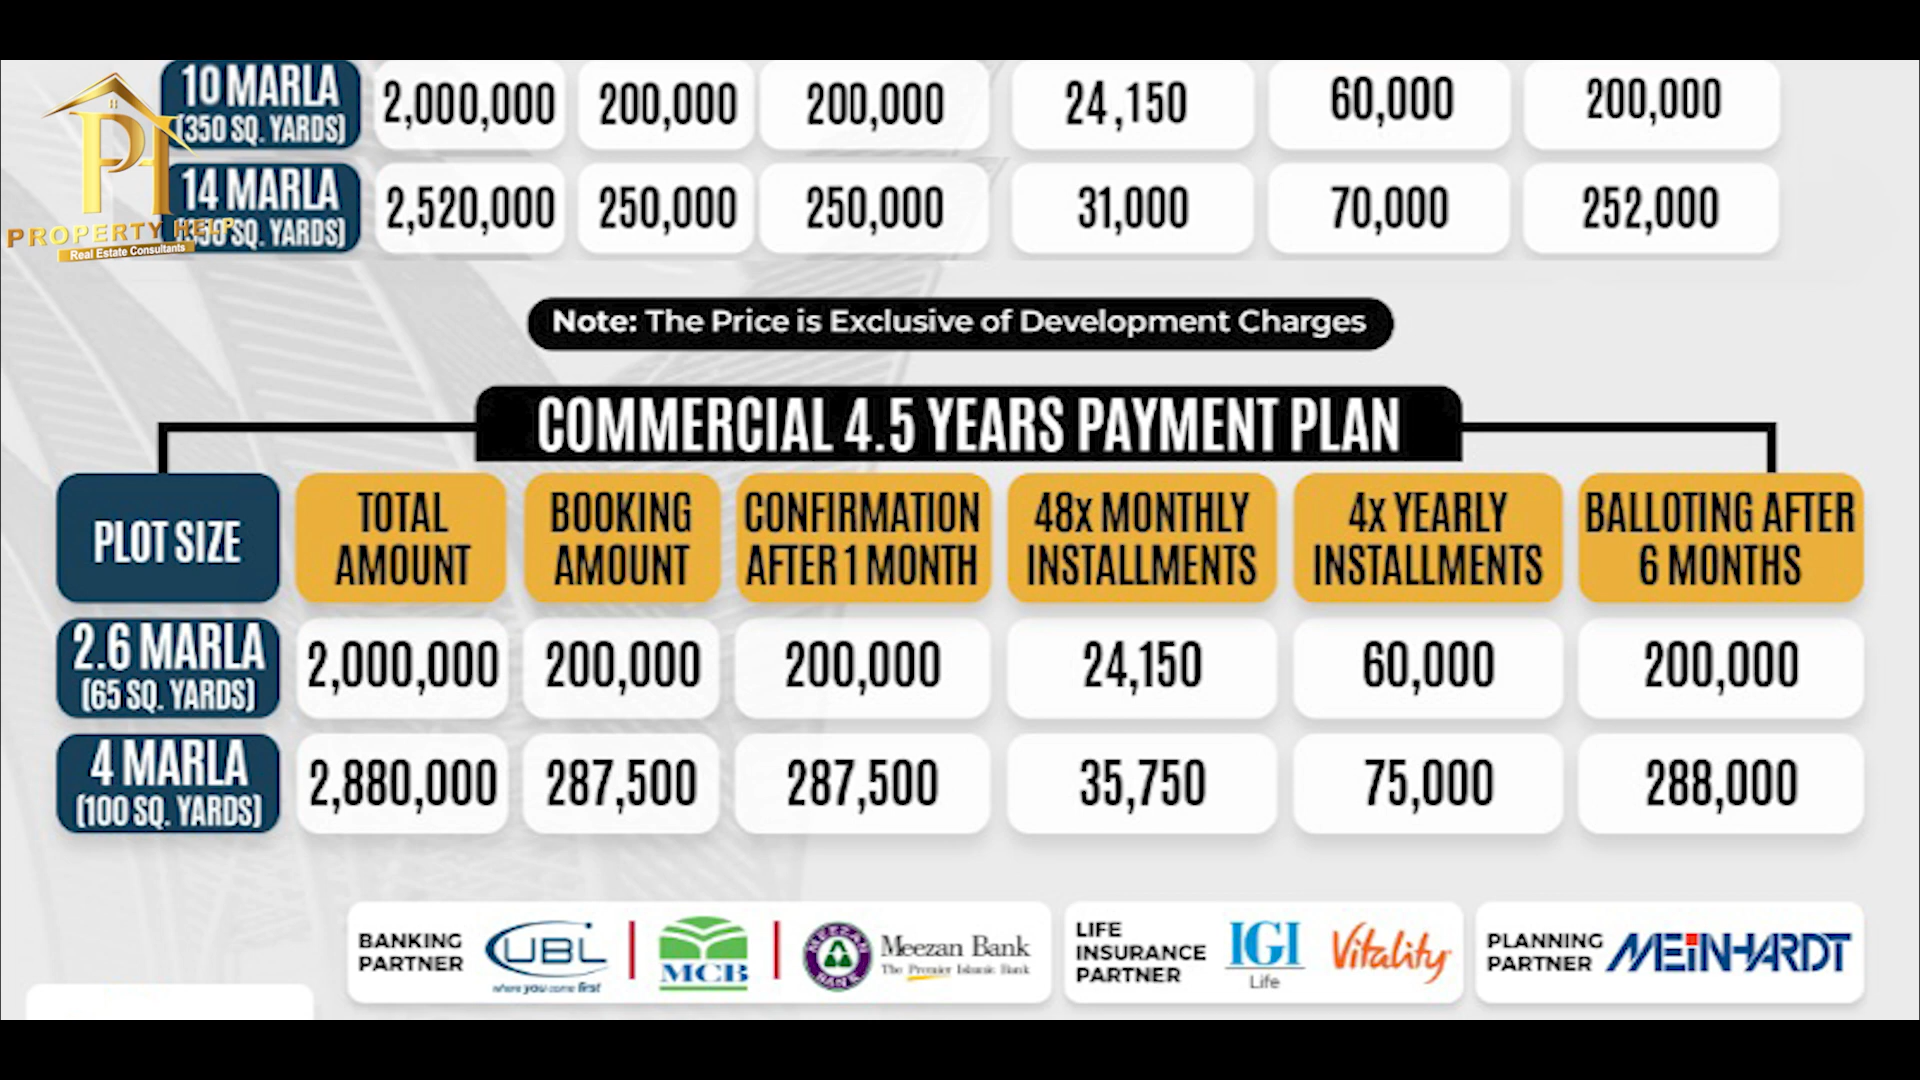 10 MARLA 2,000,000 200,000 200,000 24,150 60,000 200,000
(350 SQ. YARDS)
14 MARLA 2,520,000 250,000 250,000 31,000 70,000 252,000
SQ. YARDS)
PROPERTY HELP
Real Estate Consultants
Note: The Price is Exclusive of Development Charges
COMMERCIAL 4.5 YEARS PAYMENT PLAN
PLOT SIZE
TOTAL AMOUNT
BOOKING AMOUNT
CONFIRMATION AFTER 1 MONTH
48x MONTHLY INSTALLMENTS
4x YEARLY INSTALLMENTS
BALLOTING AFTER 6 MONTHS
2.6 MARLA 2,000,000 200,000 200,000 24,150 60,000 200,000
(65 SQ. YARDS)
4 MARLA 2,880,000 287,500 287,500 35,750 75,000 288,000
(100 SQ. YARDS)
BANKING PARTNER
UBL
where you come first
MCB
MEEZAN BANK
Meezan Bank
The Premier Islamic Bank
LIFE INSURANCE PARTNER
IGI
Life
Vitality
PLANNING PARTNER
MEINHARDT